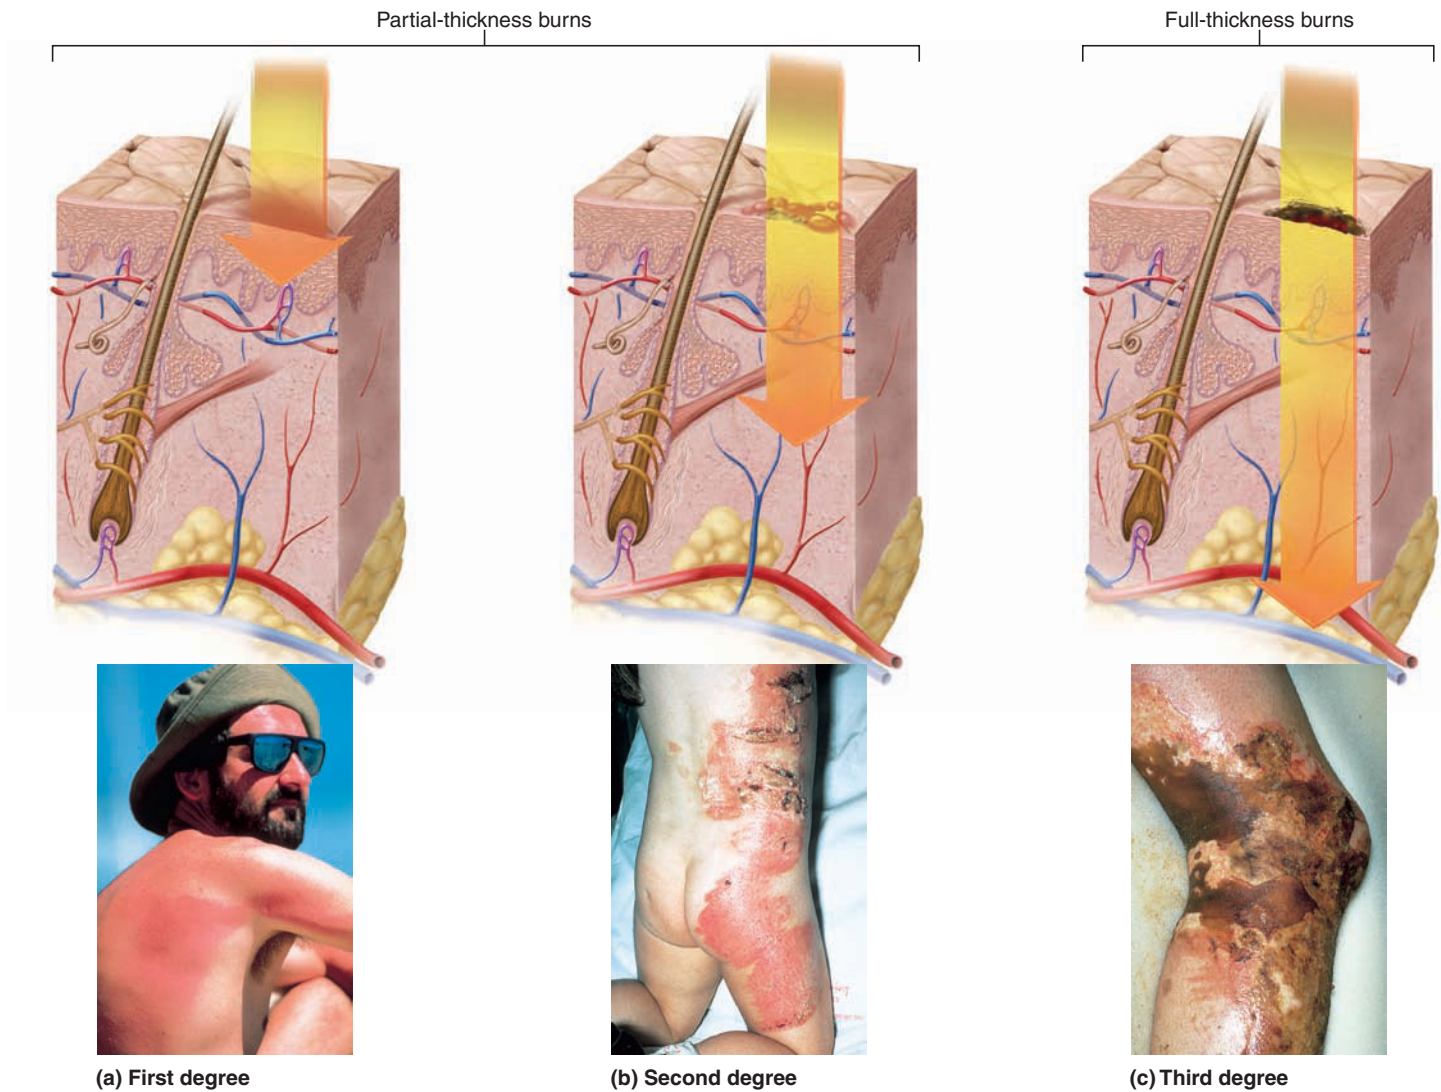 Partial-thickness burns
Full-thickness burns
(a) First degree
(b) Second degree
(c) Third degree